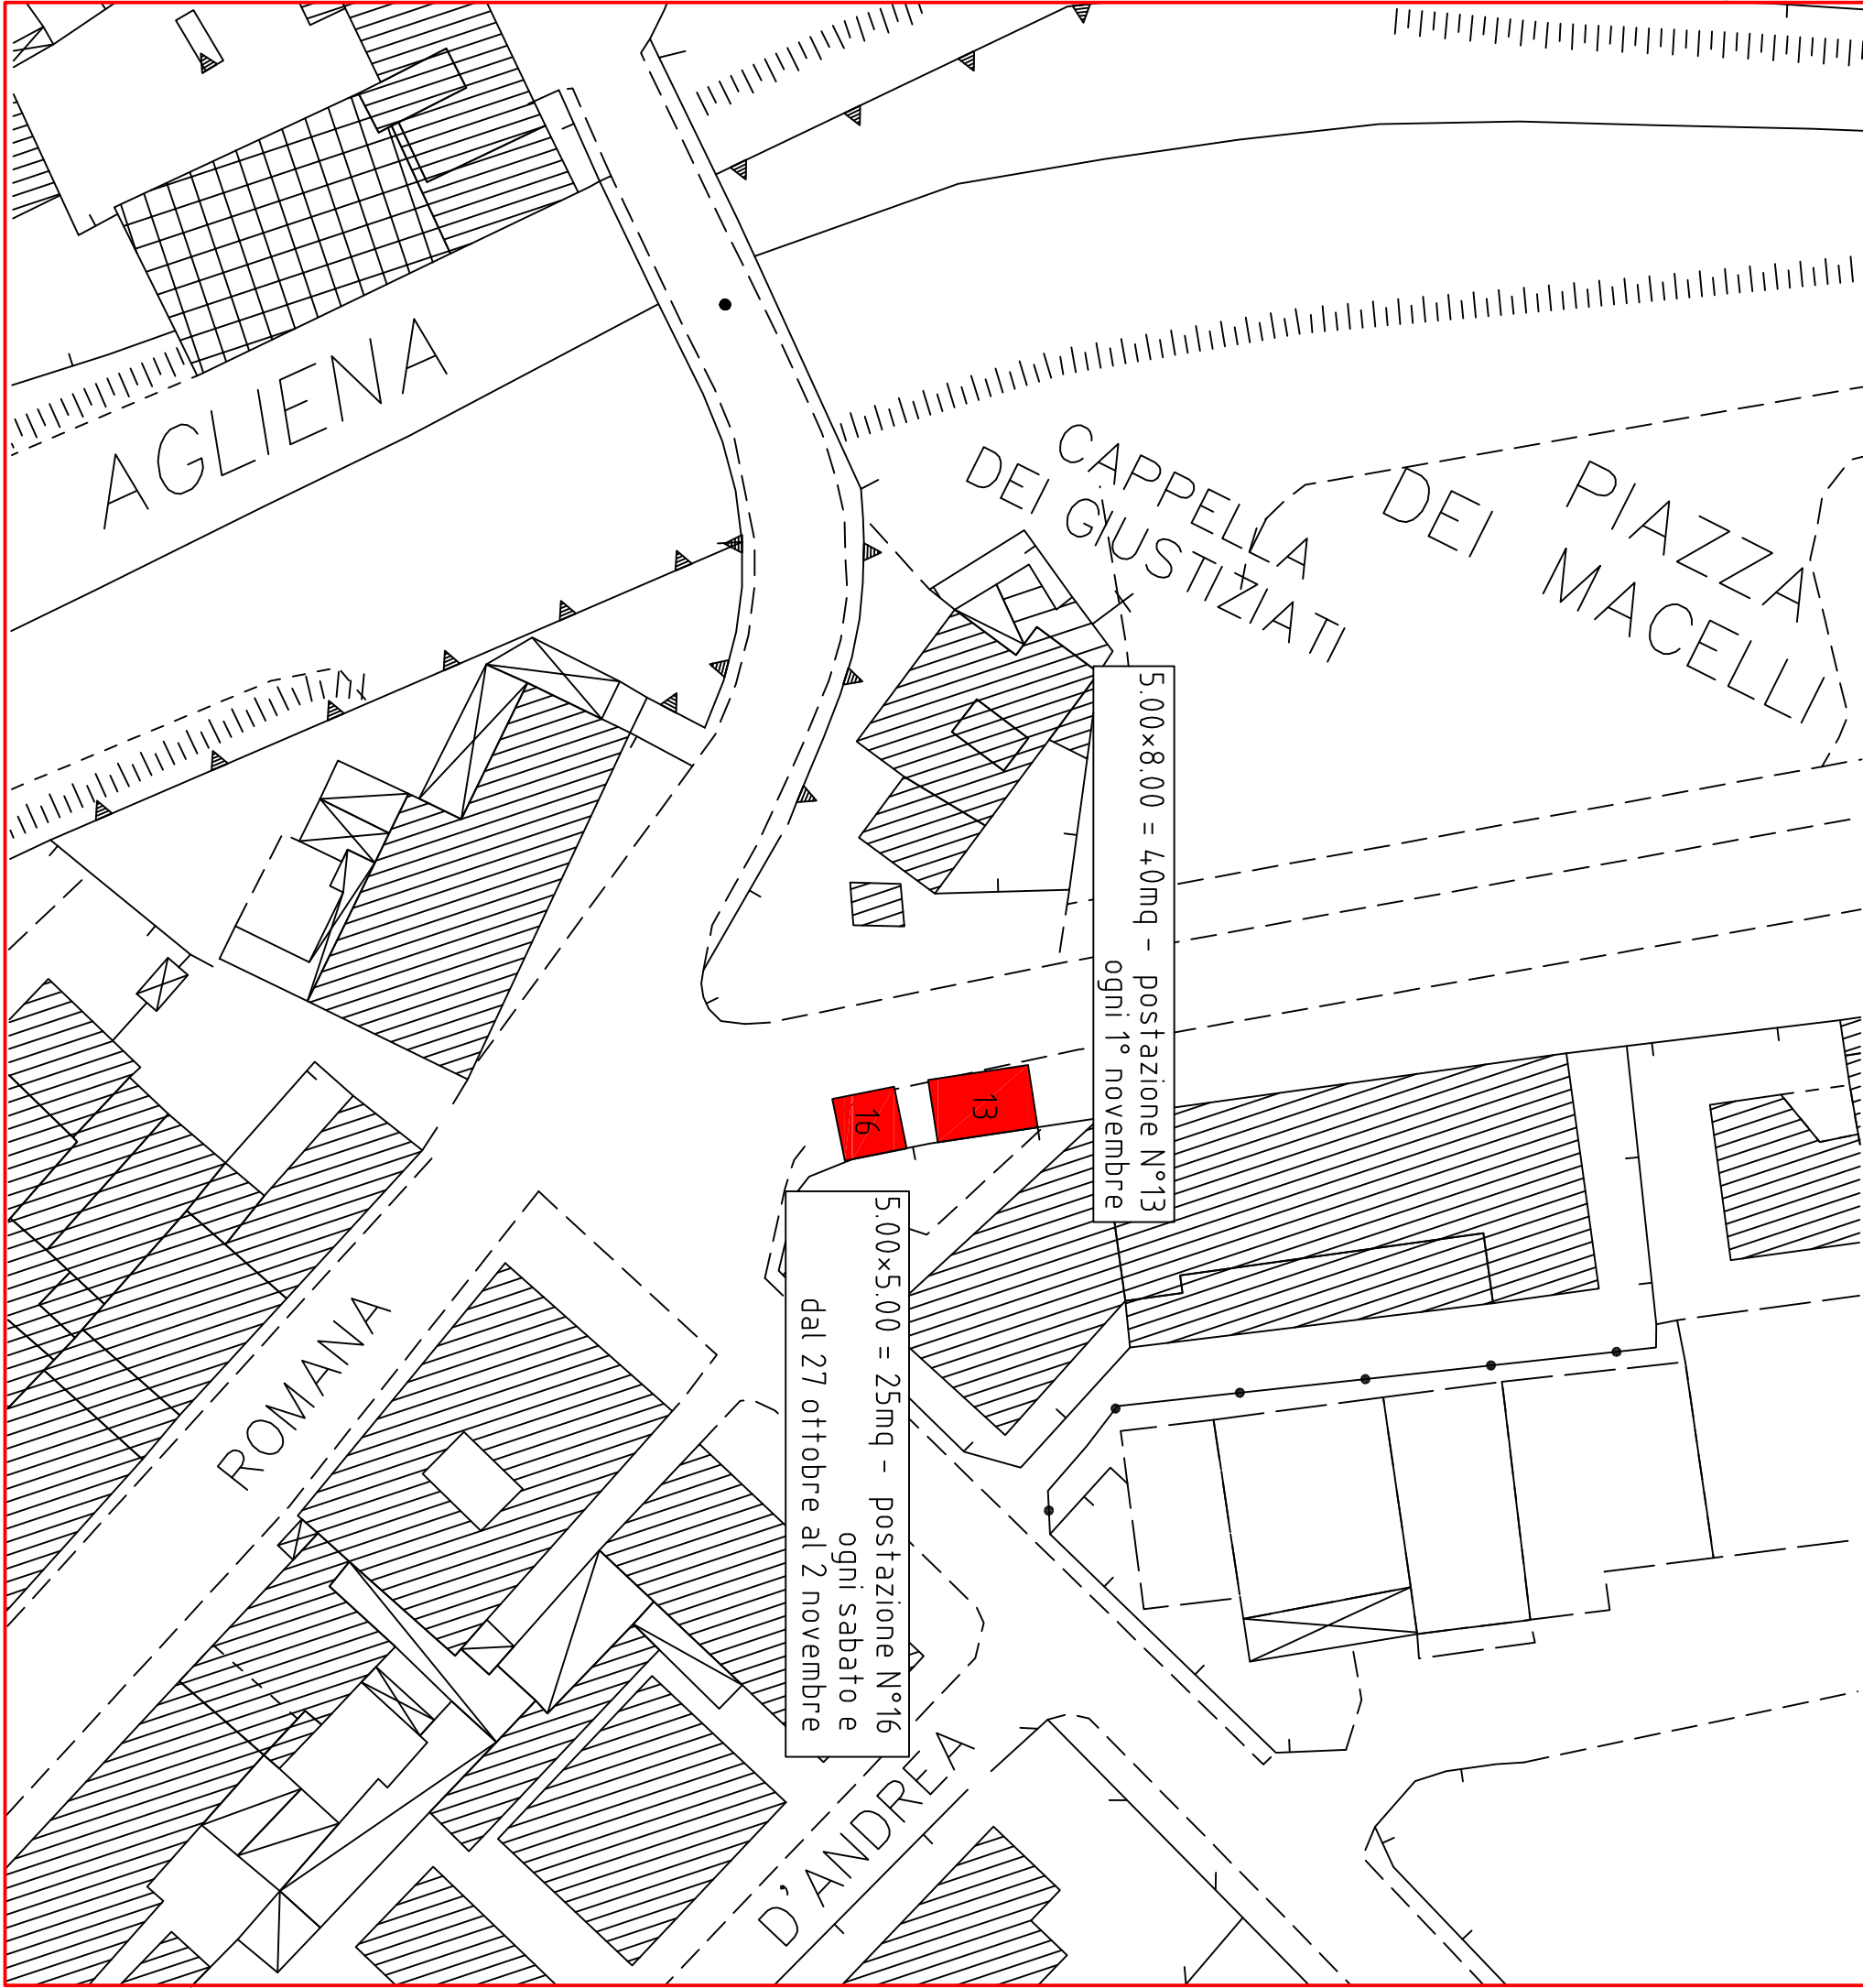 AGLIENA
CAPPELLA
DEI GIUSTIZIATI
PIAZZA
DEI MACELLI
5.00×8.00 = 40mq - postazione N°13
ogni 1° novembre
13
16
5.00×5.00 = 25mq - postazione N°16
ogni sabato e
dal 27 ottobre al 2 novembre
ROMANA
D'ANDREA